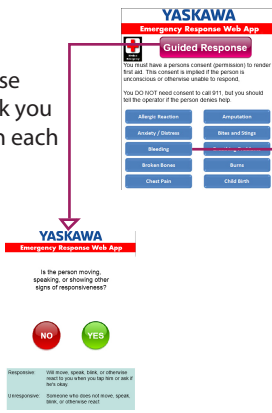 YASKAWA
Emergency Response Web App
Guided Response
You must have a persons consent (permission) to render
first aid. This consent is implied if the person is
unconscious or otherwise unable to respond.
You DO NOT need consent to call 911, but you should
tell the operator if the person denies help.
Allergic Reaction
Amputation
Anxiety / Distress
Bites and Stings
Bleeding
Broken Bones
Burns
Chest Pain
Child Birth
se
k you
n each
YASKAWA
Emergency Response Web App
Is the person moving,
speaking, or showing other
signs of responsiveness?
NO
YES
Responsive: Will move, speak, blink, or otherwise
react to you when you tap him or ask if
he's okay.
Unresponsive: Someone who does not move, speak,
blink, or otherwise react